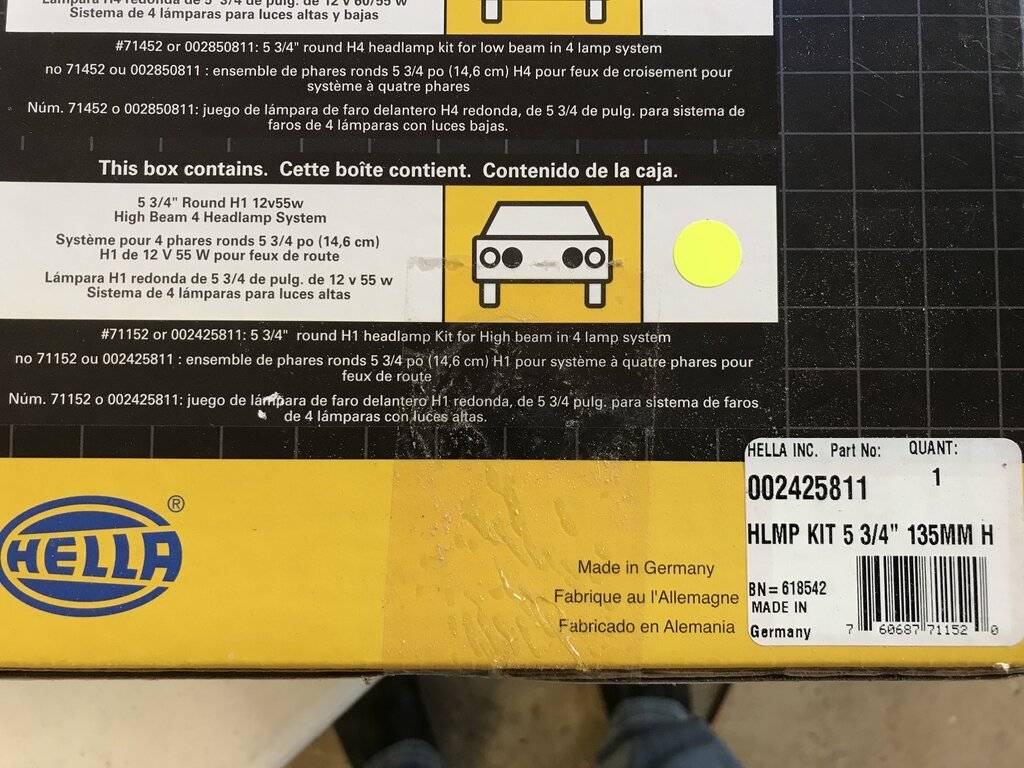 Lámpara H4 redonda de 5 3/4 de pulg. de 12 v 60/55 w
Sistema de 4 lámparas para luces altas y bajas
#71452 or 002850811: 5 3/4" round H4 headlamp kit for low beam in 4 lamp system
no 71452 ou 002850811 : ensemble de phares ronds 5 3/4 po (14,6 cm) H4 pour feux de croisement pour
système à quatre phares
Núm. 71452 o 002850811: juego de lámpara de faro delantero H4 redonda, de 5 3/4 de pulg. para sistema de
faros de 4 lámparas con luces bajas.
This box contains. Cette boîte contient. Contenido de la caja.
5 3/4" Round H1 12v55w
High Beam 4 Headlamp System
Système pour 4 phares ronds 5 3/4 po (14,6 cm)
H1 de 12 V 55 W pour feux de route
Lámpara H1 redonda de 5 3/4 de pulg. de 12 v 55 w
Sistema de 4 lámparas para luces altas
#71152 or 002425811: 5 3/4" round H1 headlamp Kit for High beam in 4 lamp system
no 71152 ou 002425811 : ensemble de phares ronds 5 3/4 po (14,6 cm) H1 pour système à quatre phares pour
feux de route
Núm. 71152 o 002425811: juego de lámpara de faro delantero H1 redonda, de 5 3/4 pulg. para sistema de faros
de 4 lámparas con luces altas.
HELLA ®
Made in Germany
Fabrique au l'Allemagne
Fabricado en Alemania
HELLA INC. Part No: QUANT:
002425811 1
HLMP KIT 5 3/4" 135MM H
BN= 618542
MADE IN
Germany
7 60687 71152 0